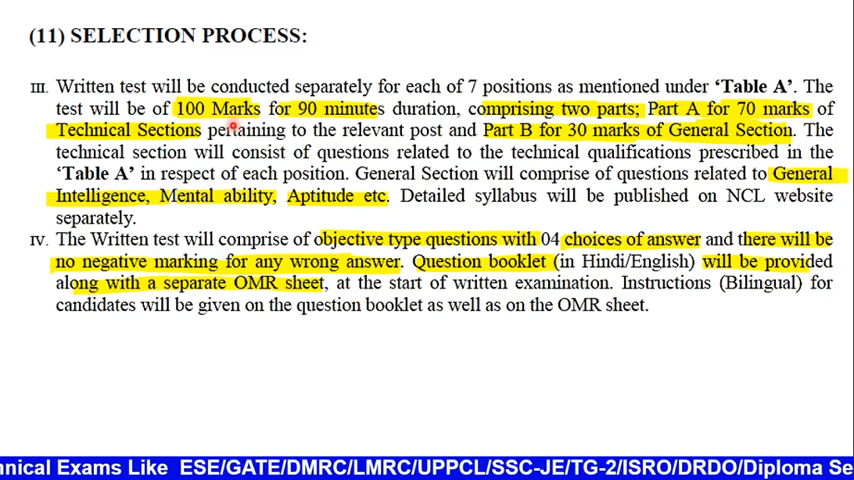 (11) SELECTION PROCESS:
III. Written test will be conducted separately for each of 7 positions as mentioned under ‘Table A’. The
test will be of 100 Marks for 90 minutes duration, comprising two parts; Part A for 70 marks of
Technical Sections pertaining to the relevant post and Part B for 30 marks of General Section. The
technical section will consist of questions related to the technical qualifications prescribed in the
‘Table A’ in respect of each position. General Section will comprise of questions related to General
Intelligence, Mental ability, Aptitude etc. Detailed syllabus will be published on NCL website
separately.
IV. The Written test will comprise of objective type questions with 04 choices of answer and there will be
no negative marking for any wrong answer. Question booklet (in Hindi/English) will be provided
along with a separate OMR sheet, at the start of written examination. Instructions (Bilingual) for
candidates will be given on the question booklet as well as on the OMR sheet.
hnical Exams Like ESE/GATE/DMRC/LMRC/UPPCL/SSC-JE/TG-2/ISRO/DRDO/Diploma Se